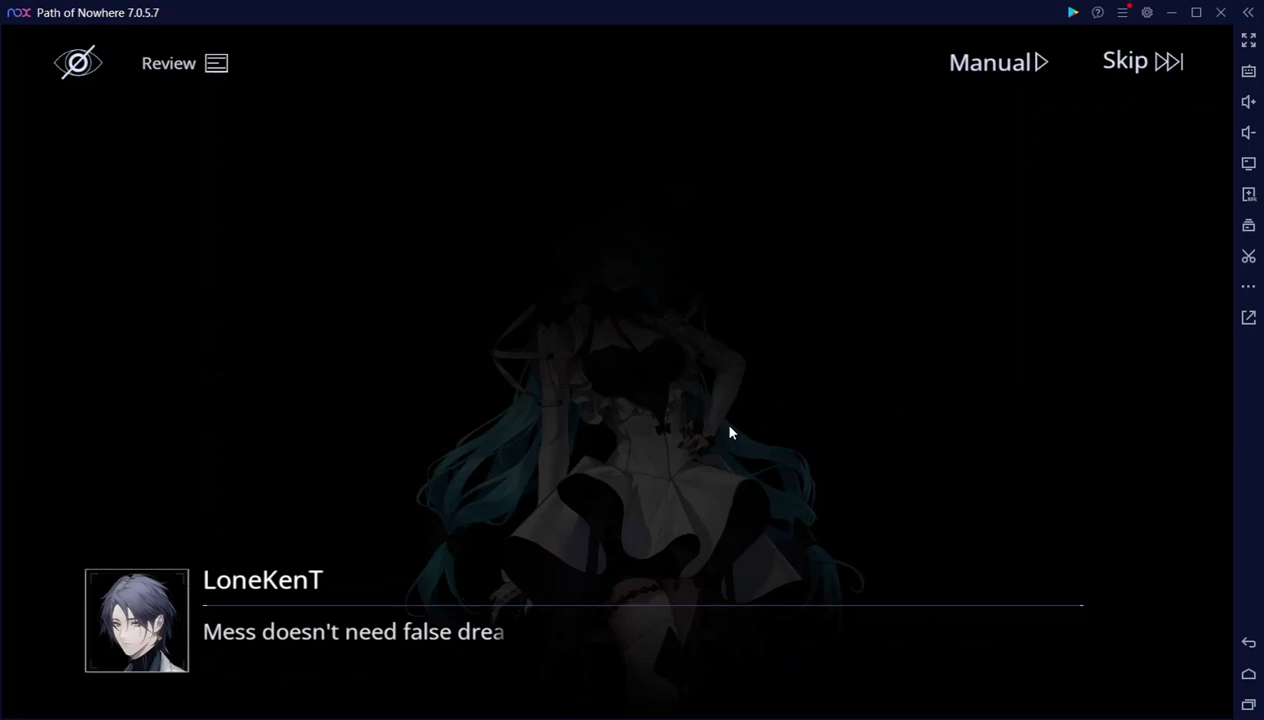 nox Path of Nowhere 7.0.5.7
Review
Manual
Skip
LoneKenT
Mess doesn't need false drea